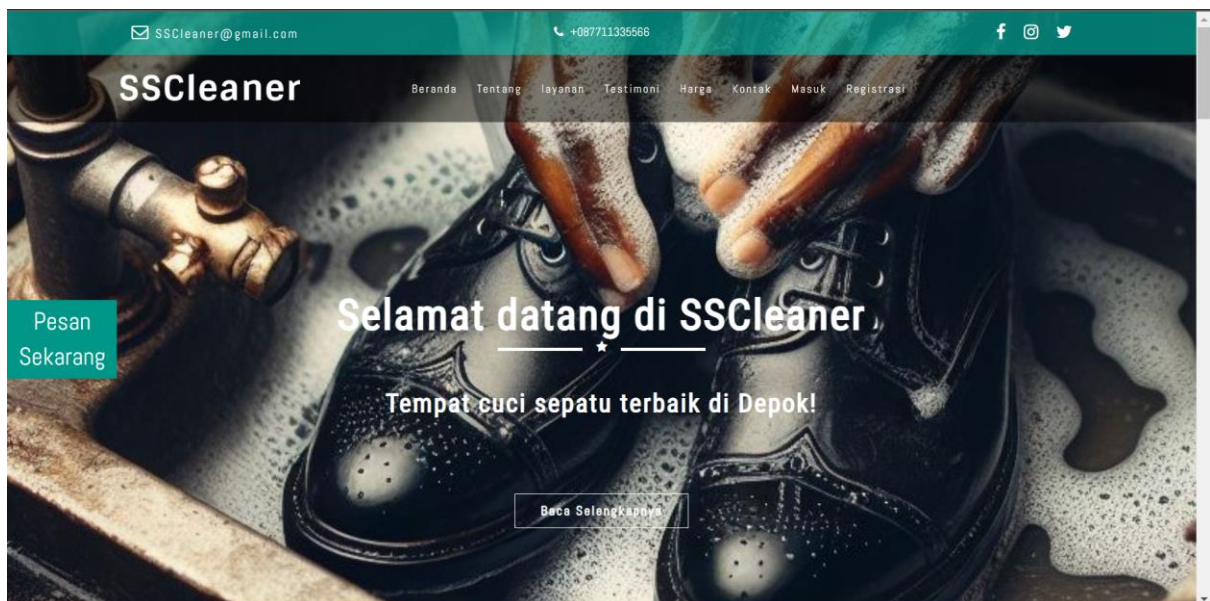 SSCleaner@gmail.com
+087711335566
SSCleaner
Beranda Tentang layanan Testimoni Harga Kontak Masuk Registrasi
Pesan
Sekarang
Selamat datang di SSCleaner
Tempat cuci sepatu terbaik di Depok!
Baca Selengkapnya